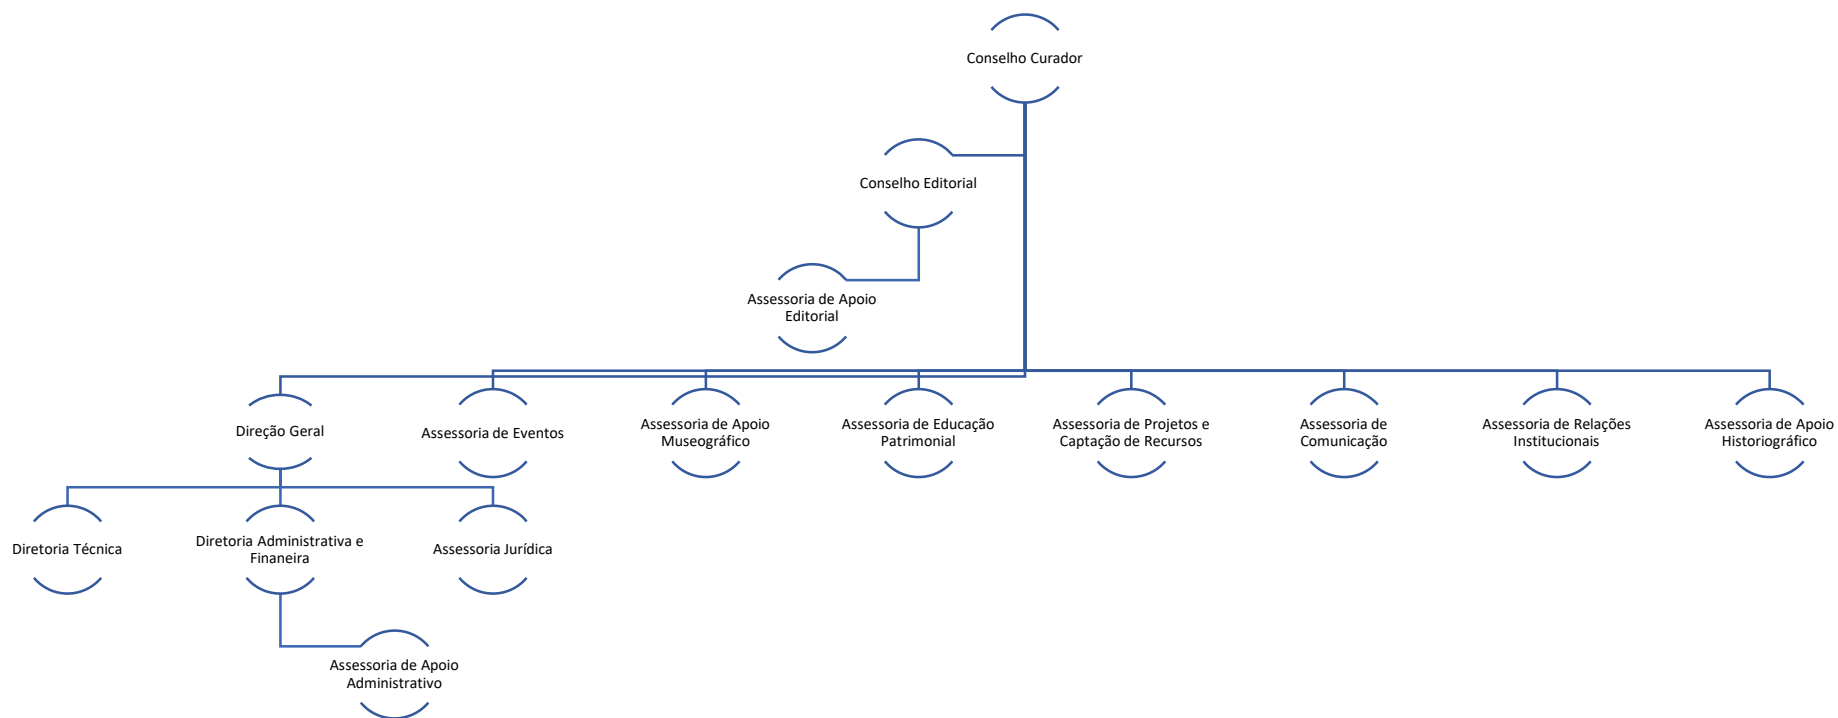 Conselho Curador
Conselho Editorial
Assessoria de Apoio
Editorial
Direção Geral
Assessoria de Eventos
Assessoria de Apoio
Museográfico
Assessoria de Educação
Patrimonial
Assessoria de Projetos e
Captação de Recursos
Assessoria de
Comunicação
Assessoria de Relações
Institucionais
Assessoria de Apoio
Historiográfico
Diretoria Técnica
Diretoria Administrativa e
Finaneira
Assessoria Jurídica
Assessoria de Apoio
Administrativo